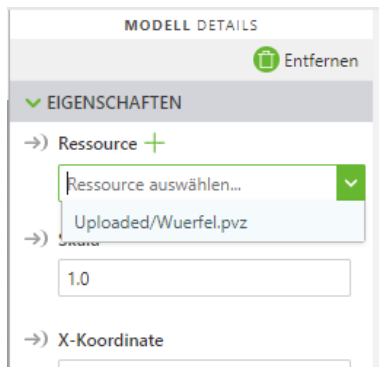 MODELL DETAILS
Entfernen
EIGENSCHAFTEN
Ressource
Ressource auswählen...
Uploaded/Wuerfel.pvz
1.0
X-Koordinate